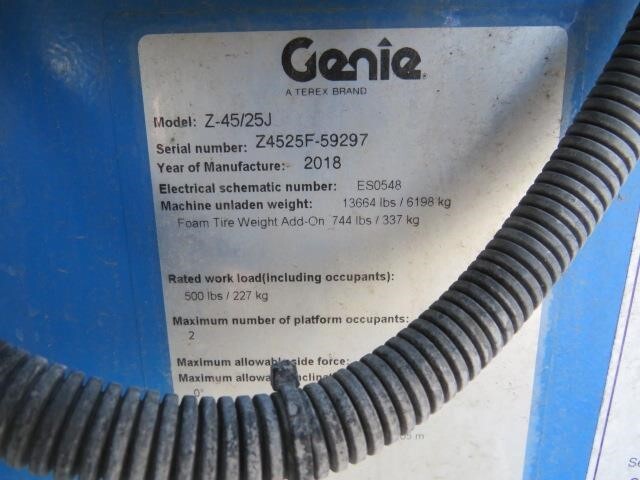 Genie
A TEREX BRAND
Model: Z-45/25J
Serial number: Z4525F-59297
Year of Manufacture: 2018
Electrical schematic number: ES0548
Machine unladen weight: 13664 lbs / 6198 kg
Foam Tire Weight Add-On 744 lbs / 337 kg
Rated work load(including occupants):
500 lbs / 227 kg
Maximum number of platform occupants:
2
Maximum allowable side force:
Maximum
0°
m
Se